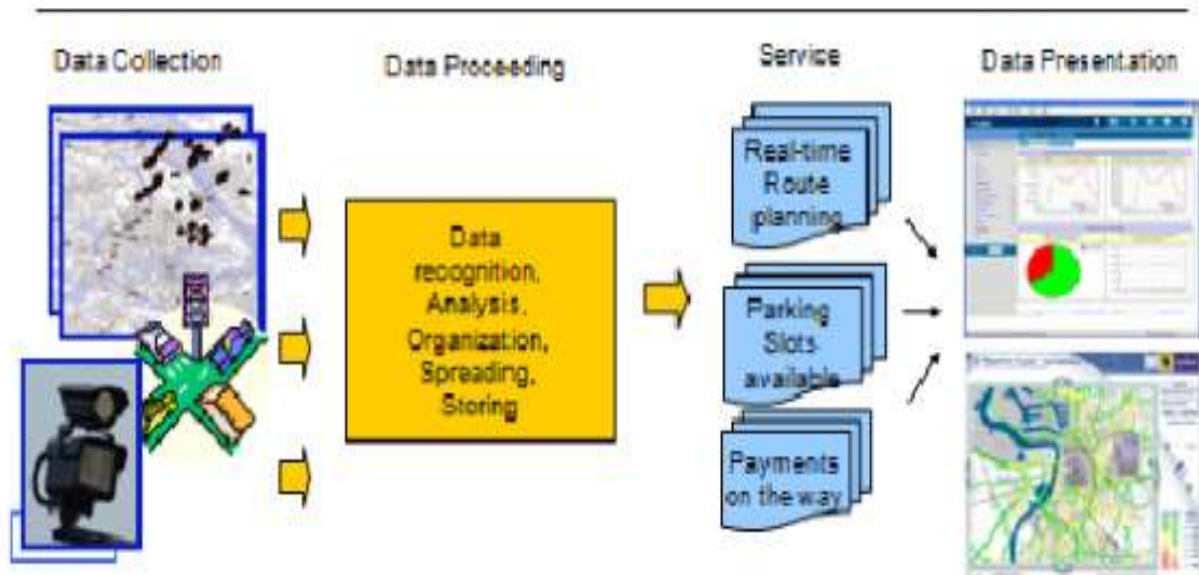 Data Collection
Data Proceeding
Service
Data Presentation
Data
recognition,
Analysis,
Organization,
Spreading,
Storing
Real-time
Route
planning
Parking
Slots
available
Payments
on the way